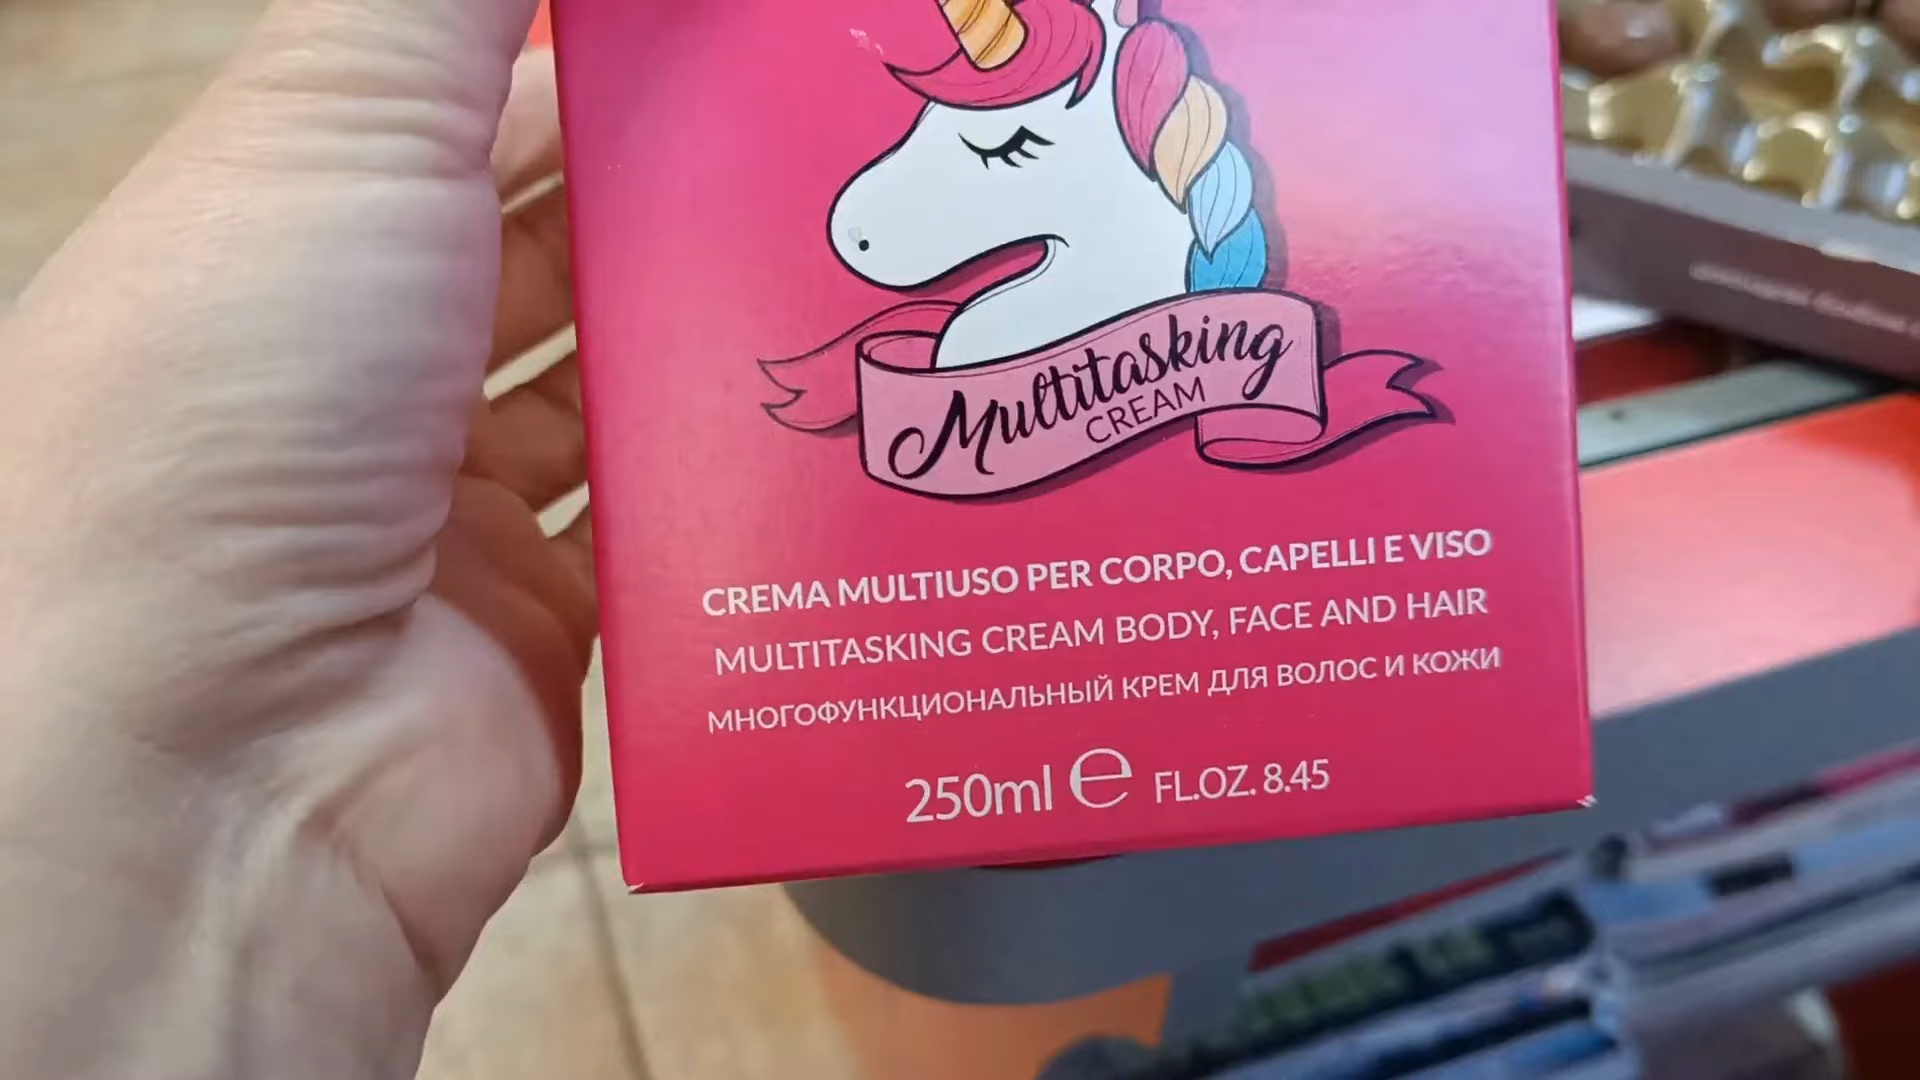 Multitasking
CREAM
CREMA MULTIUSO PER CORPO, CAPELLI E VISO
MULTITASKING CREAM BODY, FACE AND HAIR
МНОГОФУНКЦИОНАЛЬНЫЙ КРЕМ ДЛЯ ВОЛОС И КОЖИ
250ml e FL.OZ. 8.45